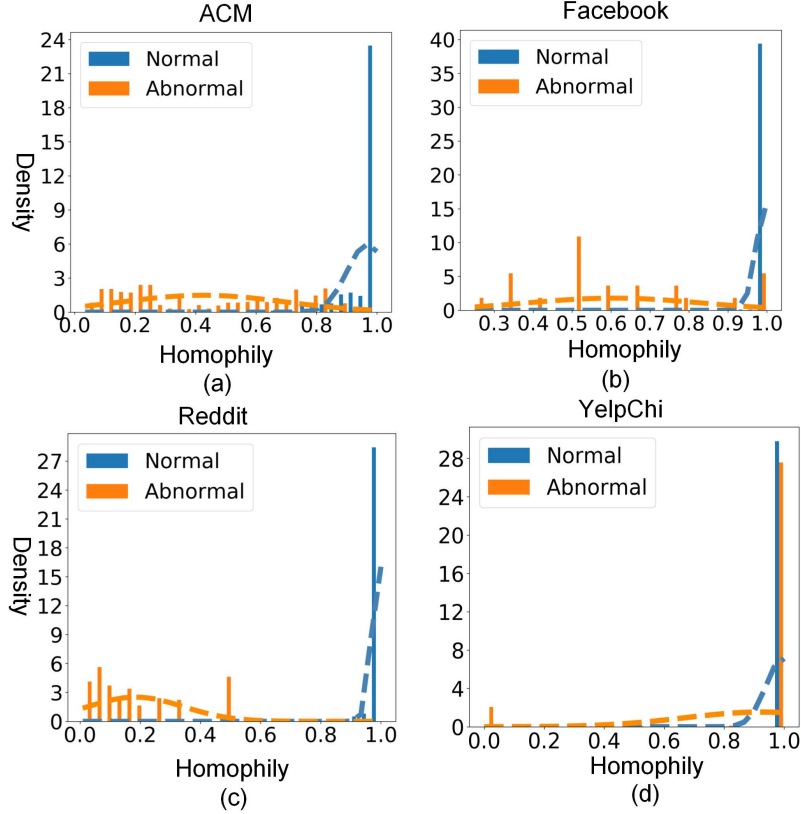 ACM
24
21
18
15
12
9
6
3
0
Density
Normal
Abnormal
0.0 0.2 0.4 0.6 0.8 1.0
Homophily
(a)
Facebook
40
35
30
25
20
15
10
5
0
Normal
Abnormal
0.3 0.4 0.5 0.6 0.7 0.8 0.9 1.0
Homophily
(b)
Reddit
27
24
21
18
15
12
9
6
3
0
Density
Normal
Abnormal
0.0 0.2 0.4 0.6 0.8 1.0
Homophily
(c)
YelpChi
28
24
20
16
12
8
4
0
Normal
Abnormal
0.0 0.2 0.4 0.6 0.8 1.0
Homophily
(d)